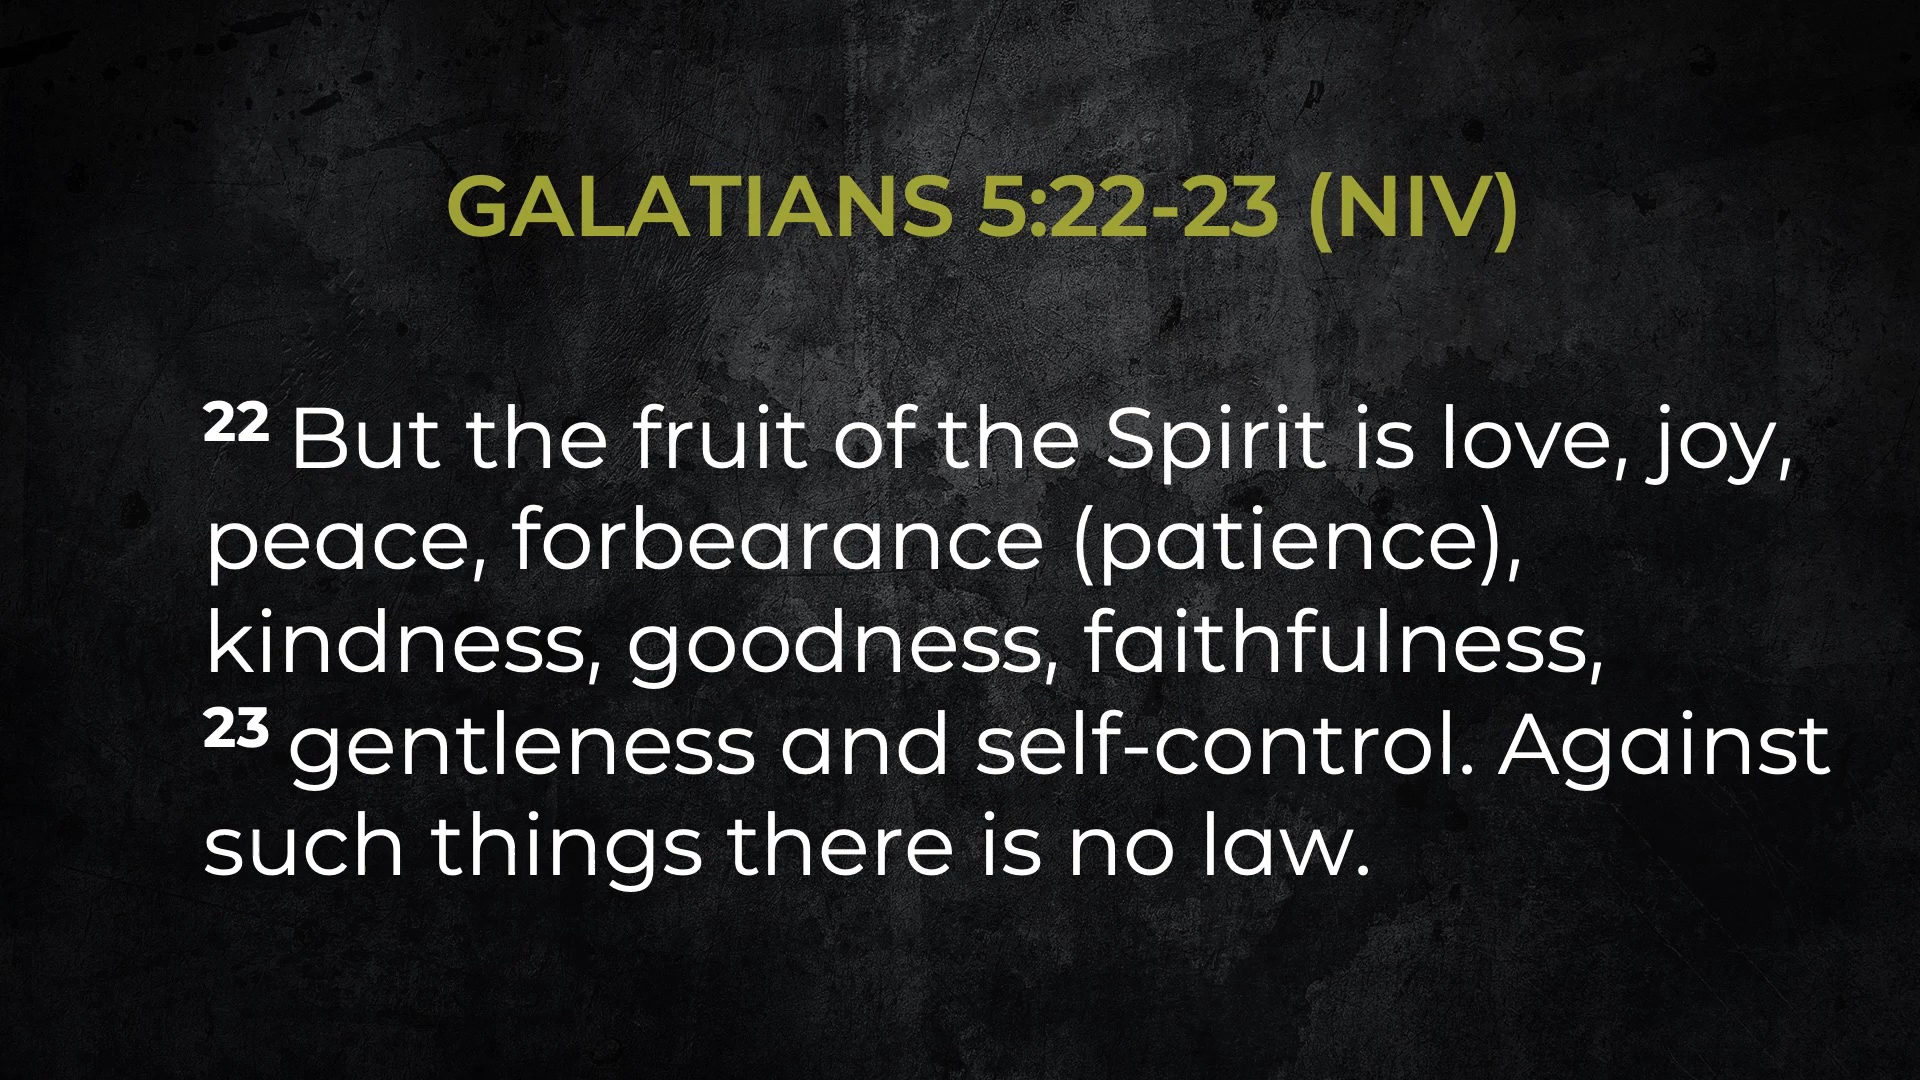 GALATIANS 5:22-23 (NIV)
22 But the fruit of the Spirit is love, joy,
peace, forbearance (patience),
kindness, goodness, faithfulness,
23 gentleness and self-control. Against
such things there is no law.